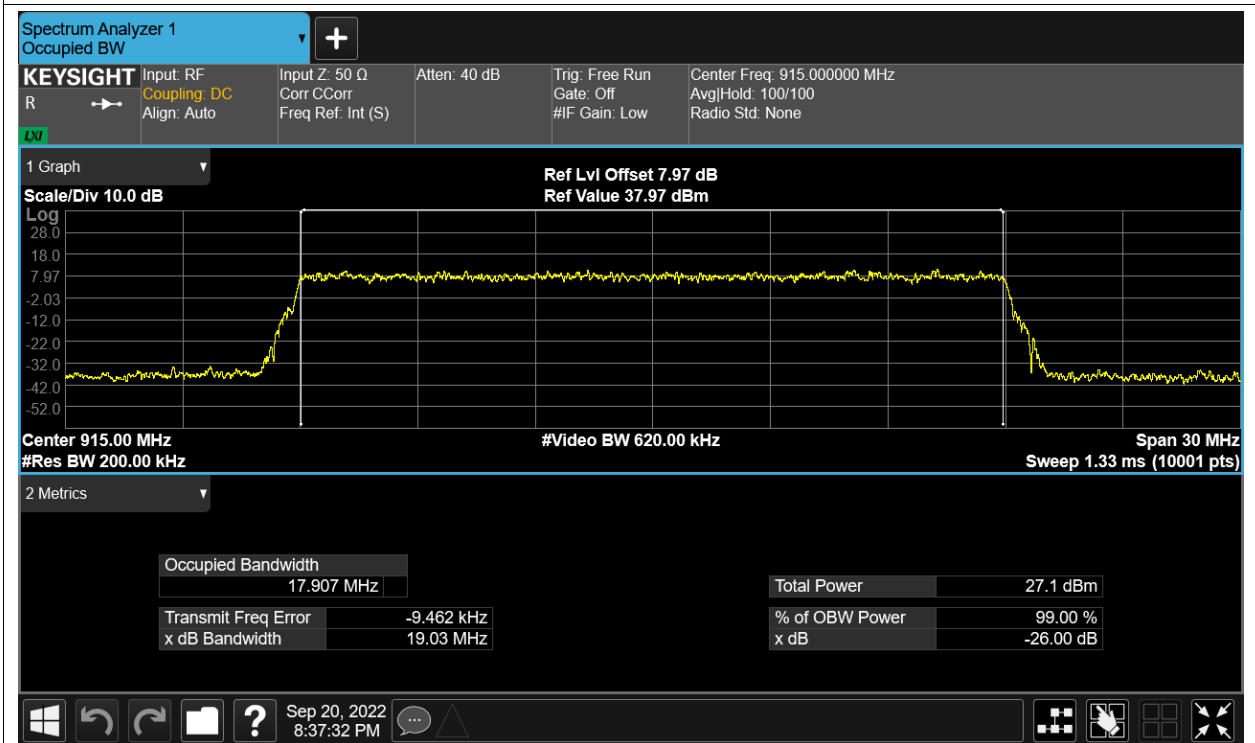 Spectrum Analyzer 1
Occupied BW
KEYSIGHT
R
LXI
Input: RF
Coupling: DC
Align: Auto
Input Z: 50 Ω
Corr CCorr
Freq Ref: Int (S)
Atten: 40 dB
Trig: Free Run
Gate: Off
#IF Gain: Low
Center Freq: 915.000000 MHz
Avg|Hold: 100/100
Radio Std: None
1 Graph
Scale/Div 10.0 dB
Ref Lvl Offset 7.97 dB
Ref Value 37.97 dBm
Log
28.0
18.0
7.97
-2.03
-12.0
-22.0
-32.0
-42.0
-52.0
Center 915.00 MHz
#Res BW 200.00 kHz
#Video BW 620.00 kHz
Span 30 MHz
Sweep 1.33 ms (10001 pts)
2 Metrics
Occupied Bandwidth
17.907 MHz
Transmit Freq Error -9.462 kHz
x dB Bandwidth 19.03 MHz
Total Power 27.1 dBm
% of OBW Power 99.00 %
x dB -26.00 dB
?
Sep 20, 2022
8:37:32 PM